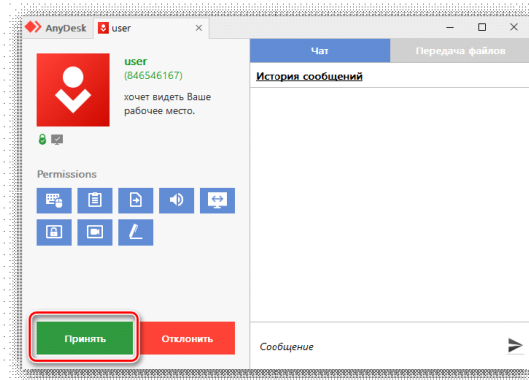 AnyDesk
user
Чат
Передача файлов
user
(846546167)
хочет видеть Ваше
рабочее место.
История сообщений
Permissions
Принять
Отклонить
Сообщение